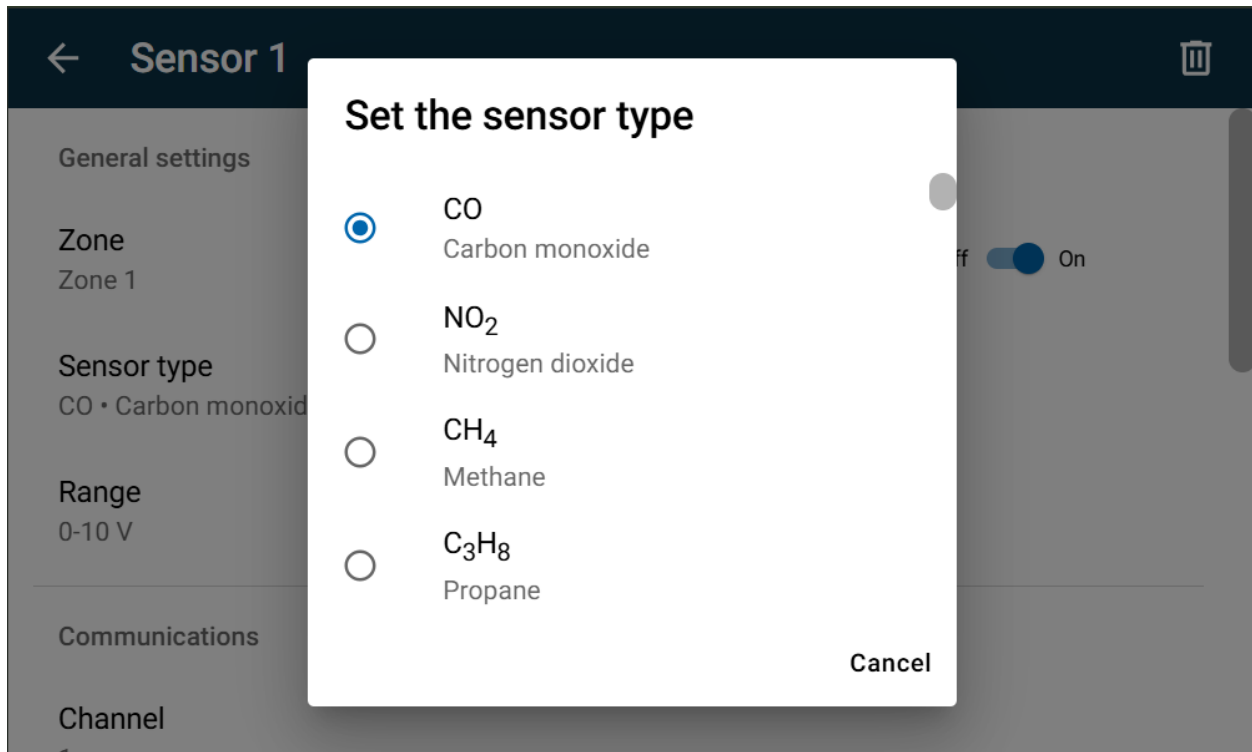 Sensor 1
Set the sensor type
General settings
CO
Carbon monoxide
Zone
Zone 1
ff On
NO₂
Nitrogen dioxide
Sensor type
CO • Carbon monoxid
CH₄
Methane
Range
0-10 V
C₃H₈
Propane
Communications
Cancel
Channel